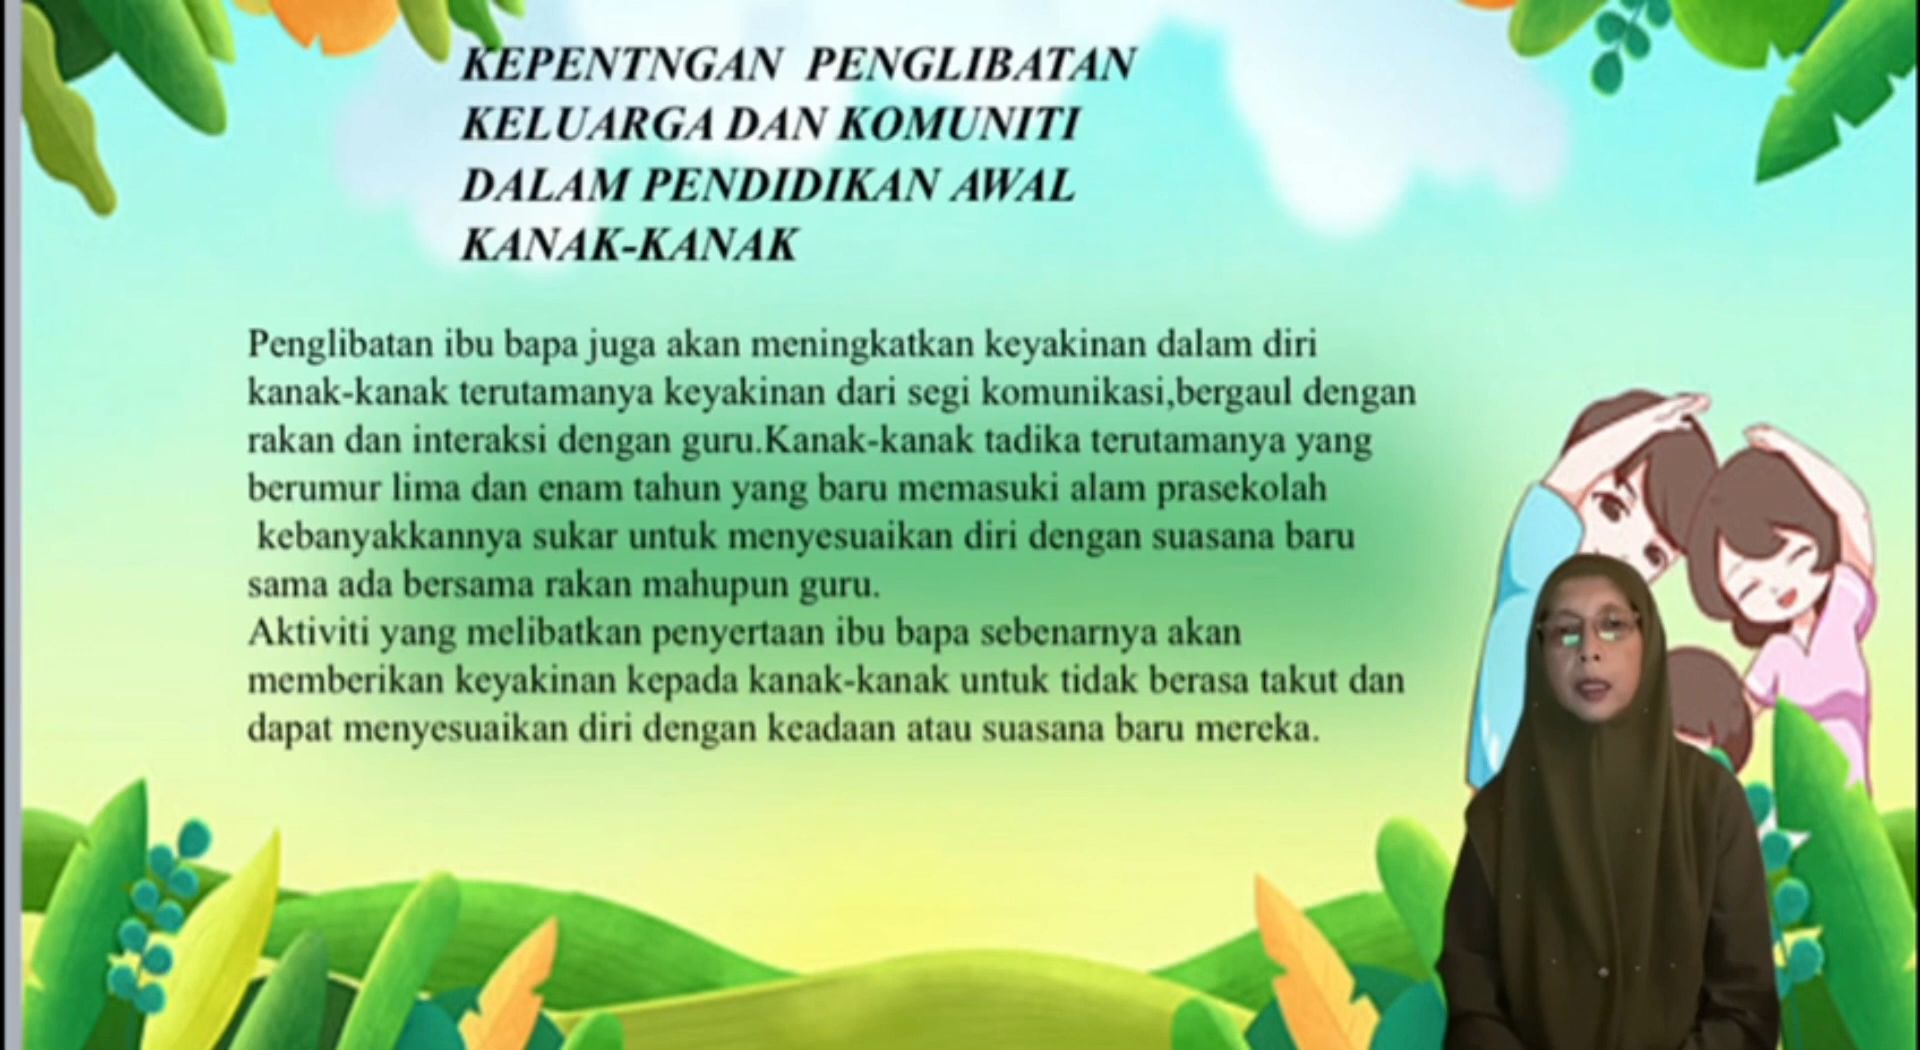 KEPENTNGAN PENGLIBATAN
KELUARGA DAN KOMUNITI
DALAM PENDIDIKAN AWAL
KANAK-KANAK
Penglibatan ibu bapa juga akan meningkatkan keyakinan dalam diri
kanak-kanak terutamanya keyakinan dari segi komunikasi,bergaul dengan
rakan dan interaksi dengan guru.Kanak-kanak tadika terutamanya yang
berumur lima dan enam tahun yang baru memasuki alam prasekolah
kebanyakkannya sukar untuk menyesuaikan diri dengan suasana baru
sama ada bersama rakan mahupun guru.
Aktiviti yang melibatkan penyertaan ibu bapa sebenarnya akan
memberikan keyakinan kepada kanak-kanak untuk tidak berasa takut dan
dapat menyesuaikan diri dengan keadaan atau suasana baru mereka.